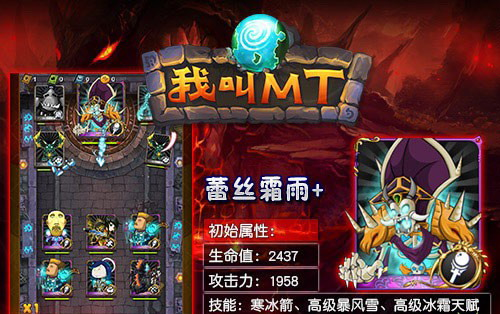 我叫MT
蕾丝霜雨+
初始属性：
生命值：2437
攻击力：1958
技能：寒冰箭、高级暴风雪、高级冰霜天赋
×1